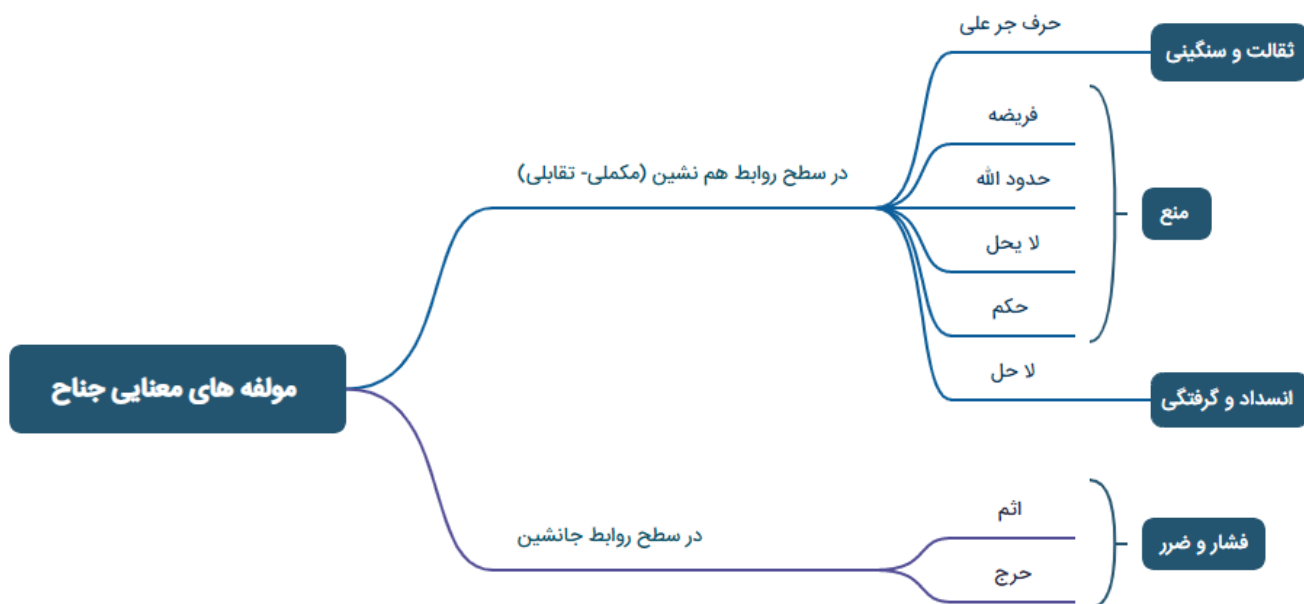 مولفه های معنایی جناح
در سطح روابط هم نشین (مکملی- تقابلی)
حرف جر علی
ثقالت و سنگینی
فریضه
حدود الله
لا یحل
حکم
منع
لا حل
انسداد و گرفتگی
در سطح روابط جانشین
اثم
حرج
فشار و ضرر